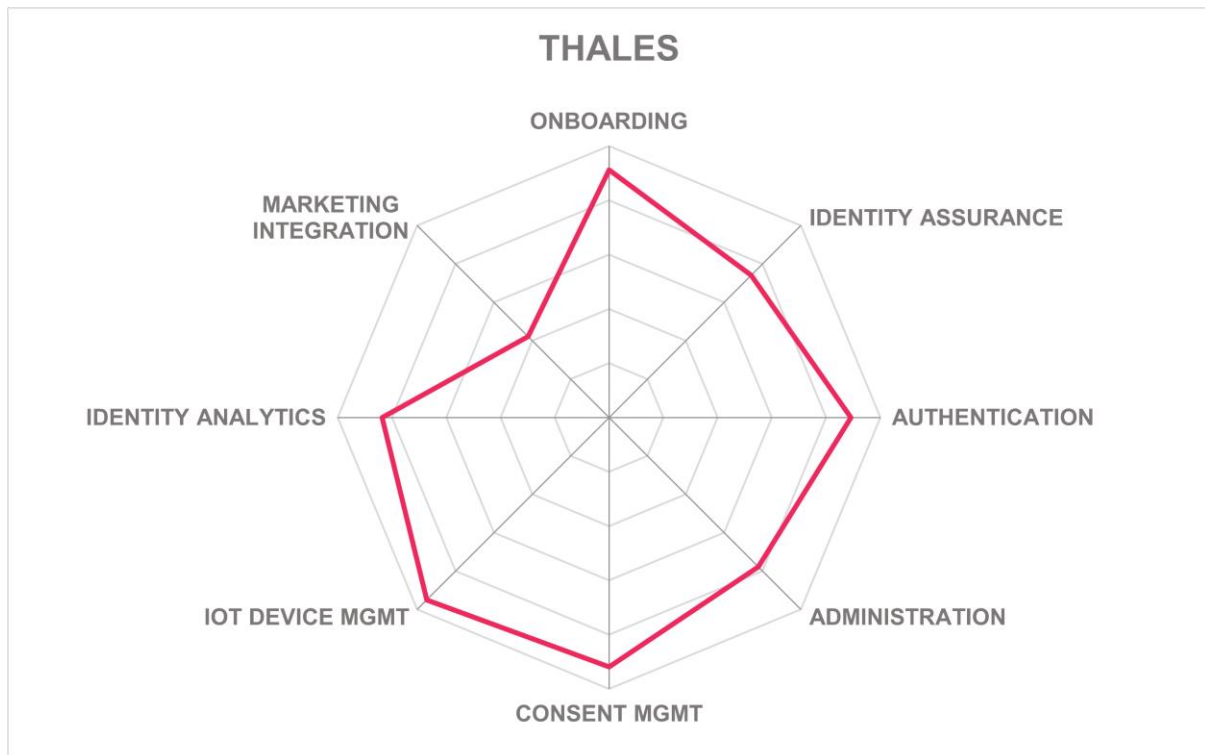 THALES
ONBOARDING
MARKETING
INTEGRATION
IDENTITY ASSURANCE
IDENTITY ANALYTICS
AUTHENTICATION
IOT DEVICE MGMT
ADMINISTRATION
CONSENT MGMT